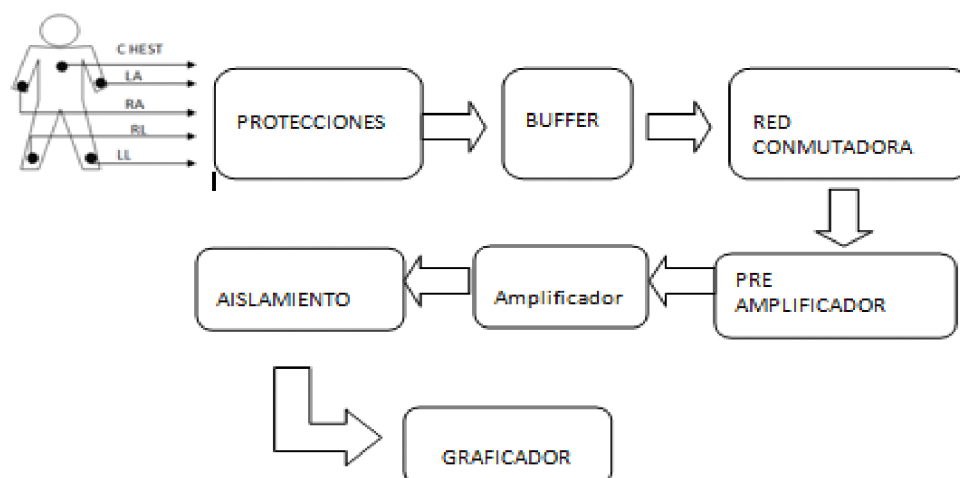 C HEST
LA
RA
RL
LL
PROTECCIONES
BUFFER
RED
CONMUTADORA
AISLAMIENTO
Amplificador
PRE
AMPLIFICADOR
GRAFICADOR